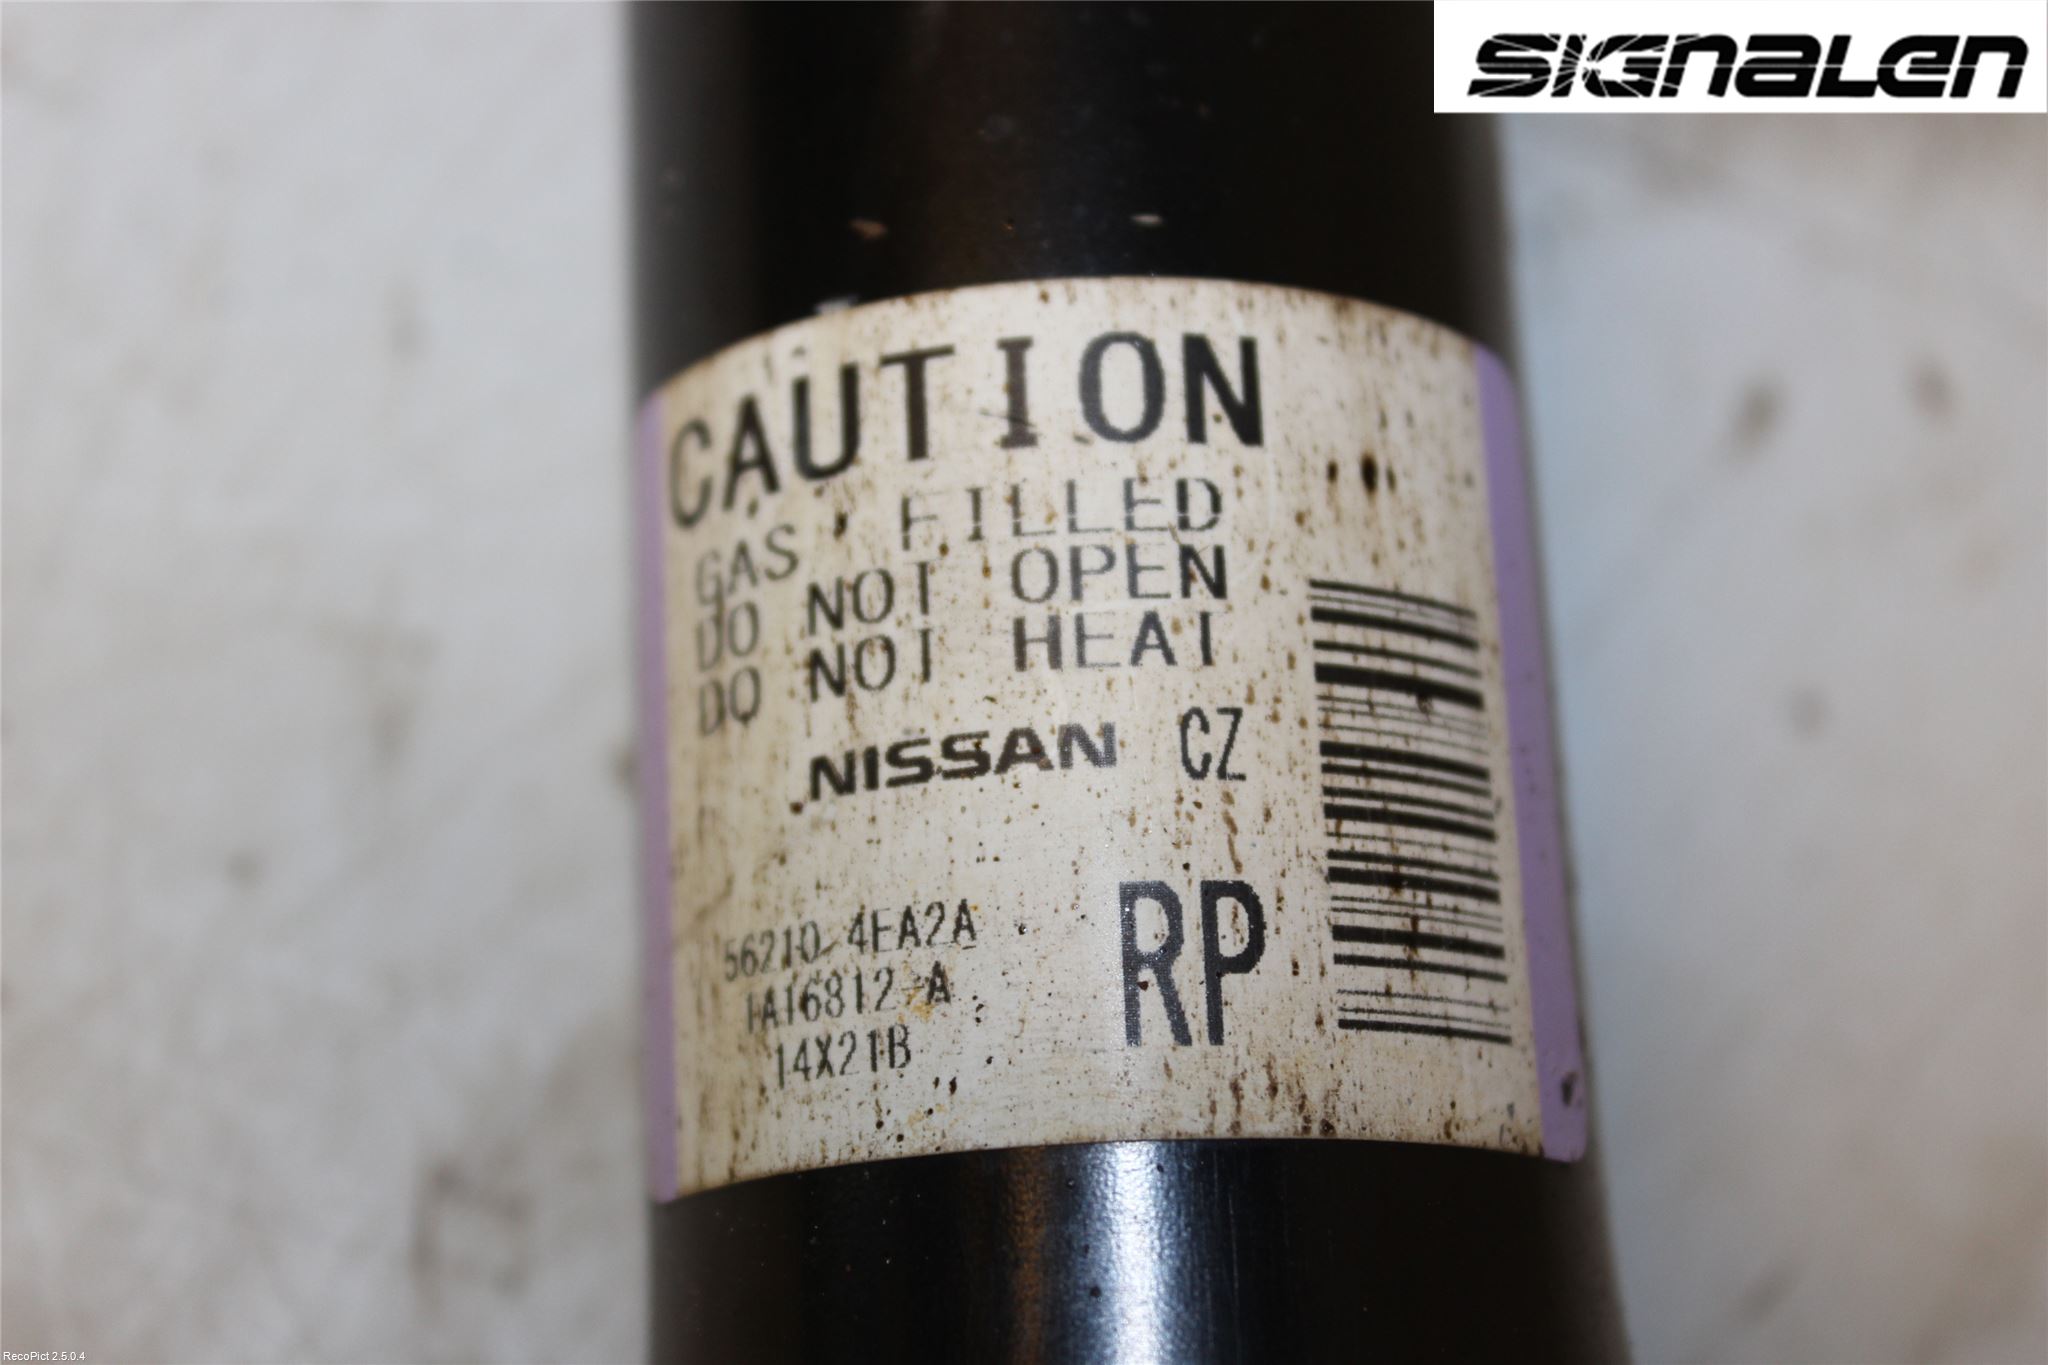 SIGNALEN
CAUTION
GAS FILLED
DO NOT OPEN
DO NOT HEAT
NISSAN CZ
56210 4EA2A
1A16812-A
14X21B
RP
RecoPict 2.5.0.4